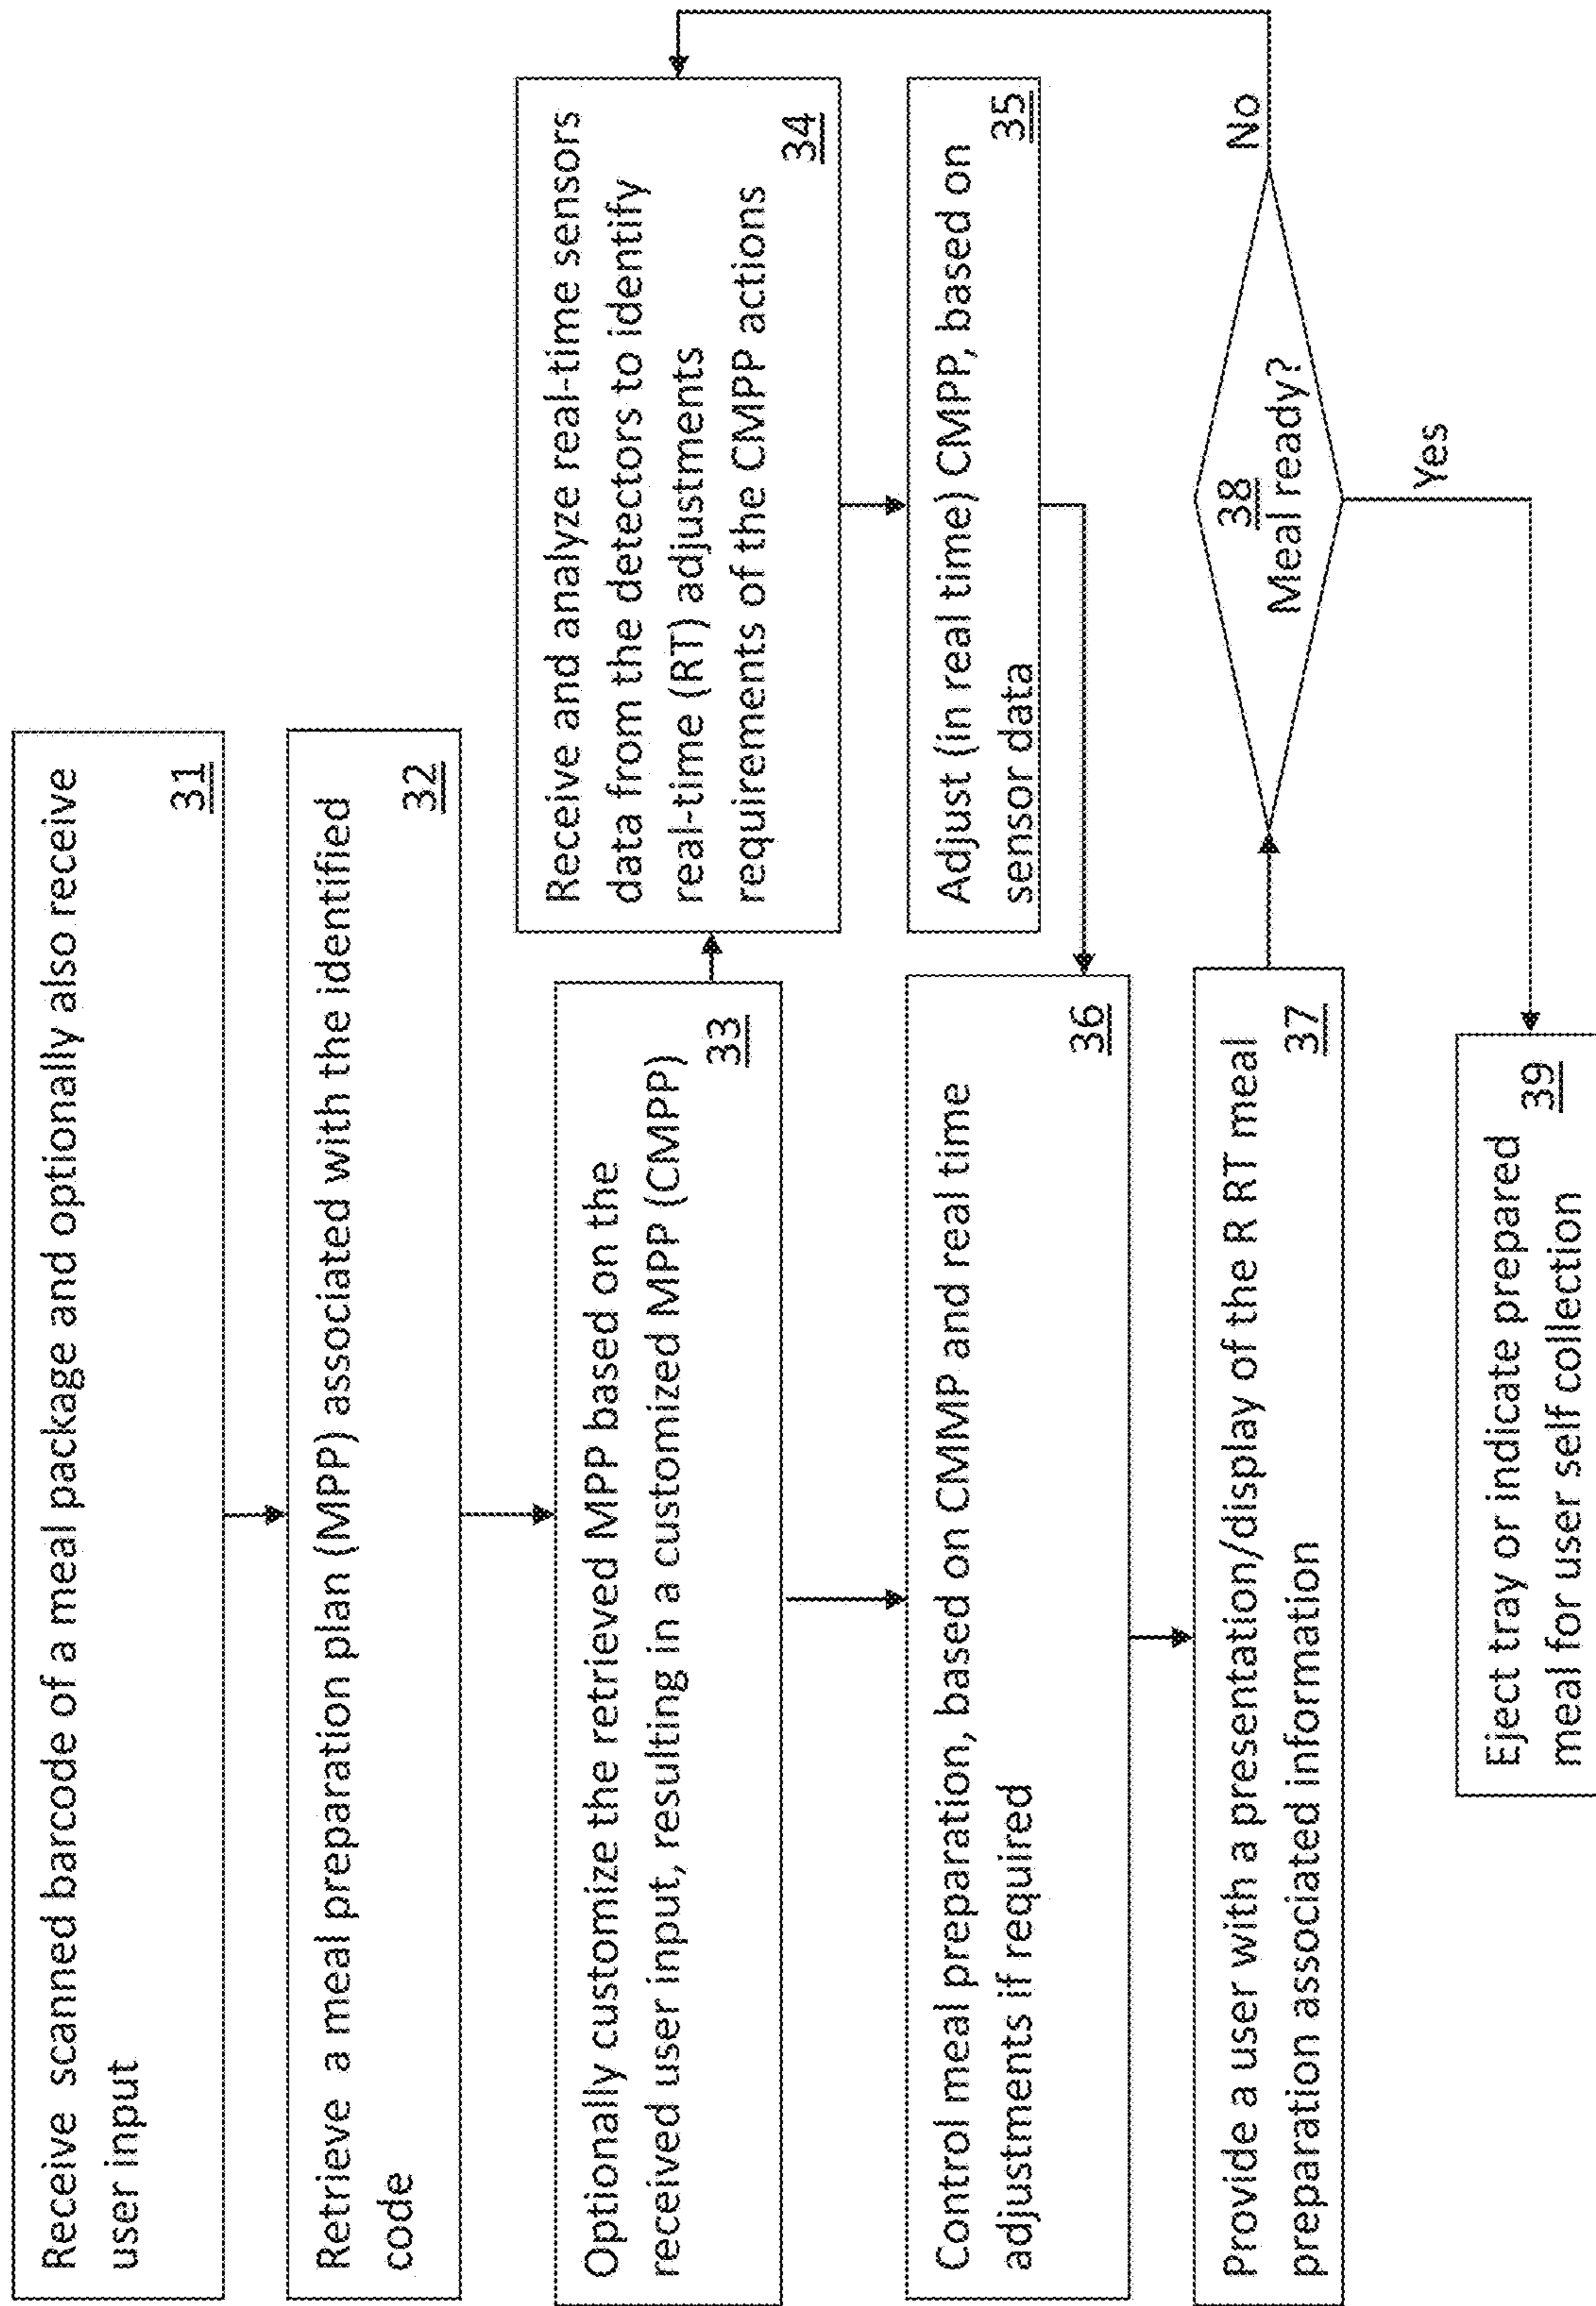 Receive scanned barcode of a meal package and optionally also receive
user input
31
Retrieve a meal preparation plan (MPP) associated with the identified
code
32
Optionally customize the retrieved MPP based on the
received user input, resulting in a customized MPP (CMPP)
33
Receive and analyze real-time sensors
data from the detectors to identify
real-time (RT) adjustments
requirements of the CMPP actions
34
Adjust (in real time) CMPP, based on
sensor data
35
Control meal preparation, based on CMMP and real time
adjustments if required
36
Provide a user with a presentation/display of the R RT meal
preparation associated information
37
38
Meal ready?
No
Yes
Eject tray or indicate prepared
meal for user self collection
39